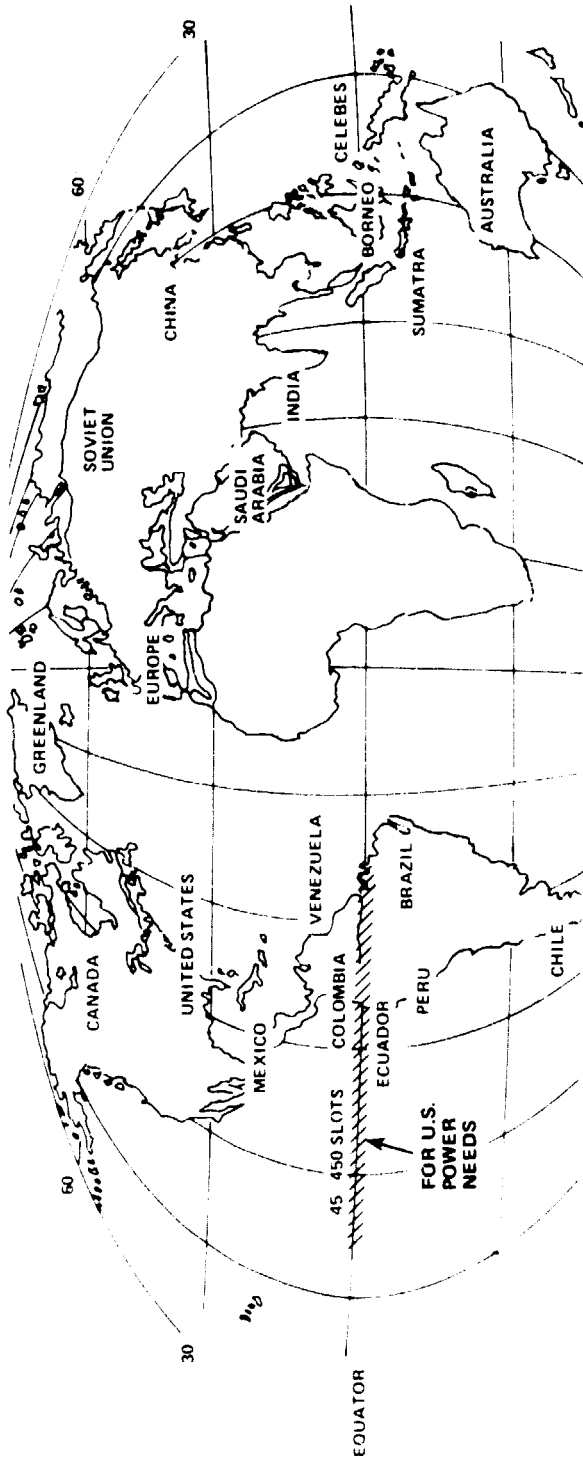 60
30
GREENLAND
SOVIET
UNION
CANADA
EUROPE
CHINA
60
30
UNITED STATES
SAUDI
ARABIA
MEXICO
INDIA
VENEZUELA
COLOMBIA
BORNEO
CELEBES
EQUATOR
45 450 SLOTS
ECUADOR
BRAZIL
SUMATRA
PERU
FOR U.S.
POWER
NEEDS
AUSTRALIA
CHILE